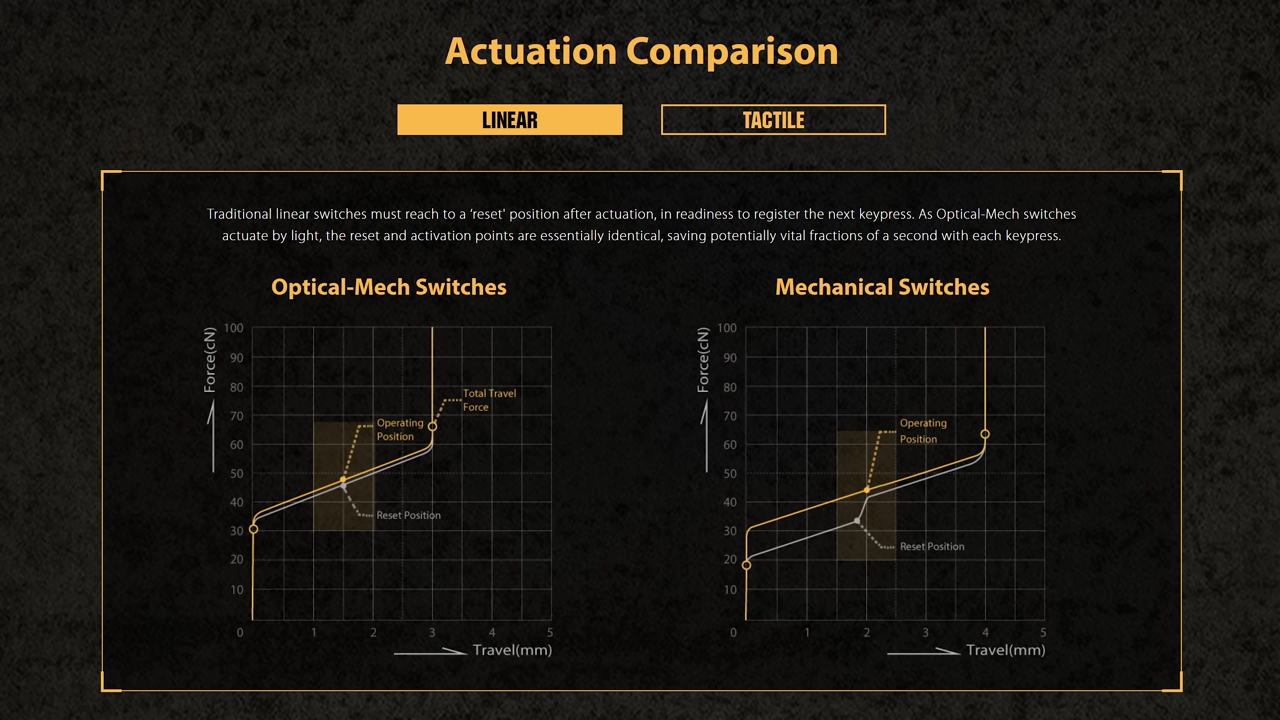 Actuation Comparison
LINEAR
TACTILE
Traditional linear switches must reach to a ‘reset' position after actuation, in readiness to register the next keypress. As Optical-Mech switches
actuate by light, the reset and activation points are essentially identical, saving potentially vital fractions of a second with each keypress.
Optical-Mech Switches
Force(cN)
100
90
80
70
60
50
40
30
20
10
0
1
2
3
4
5
Travel(mm)
Total Travel
Force
Operating
Position
Reset Position
Mechanical Switches
Force(cN)
100
90
80
70
60
50
40
30
20
10
0
1
2
3
4
5
Travel(mm)
Operating
Position
Reset Position